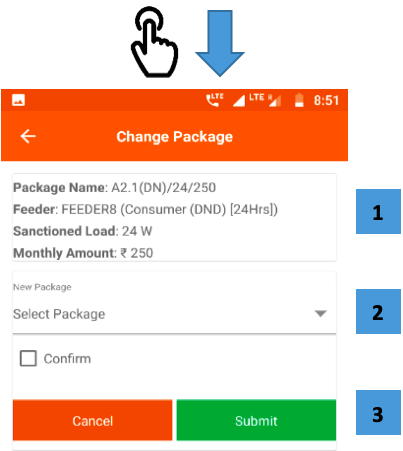 LTE LTE 8:51
Change Package
Package Name: A2.1(DN)/24/250
Feeder: FEEDER8 (Consumer (DND) [24Hrs])
1
Sanctioned Load: 24 W
Monthly Amount: ₹ 250
New Package
Select Package
2
Confirm
Cancel Submit
3